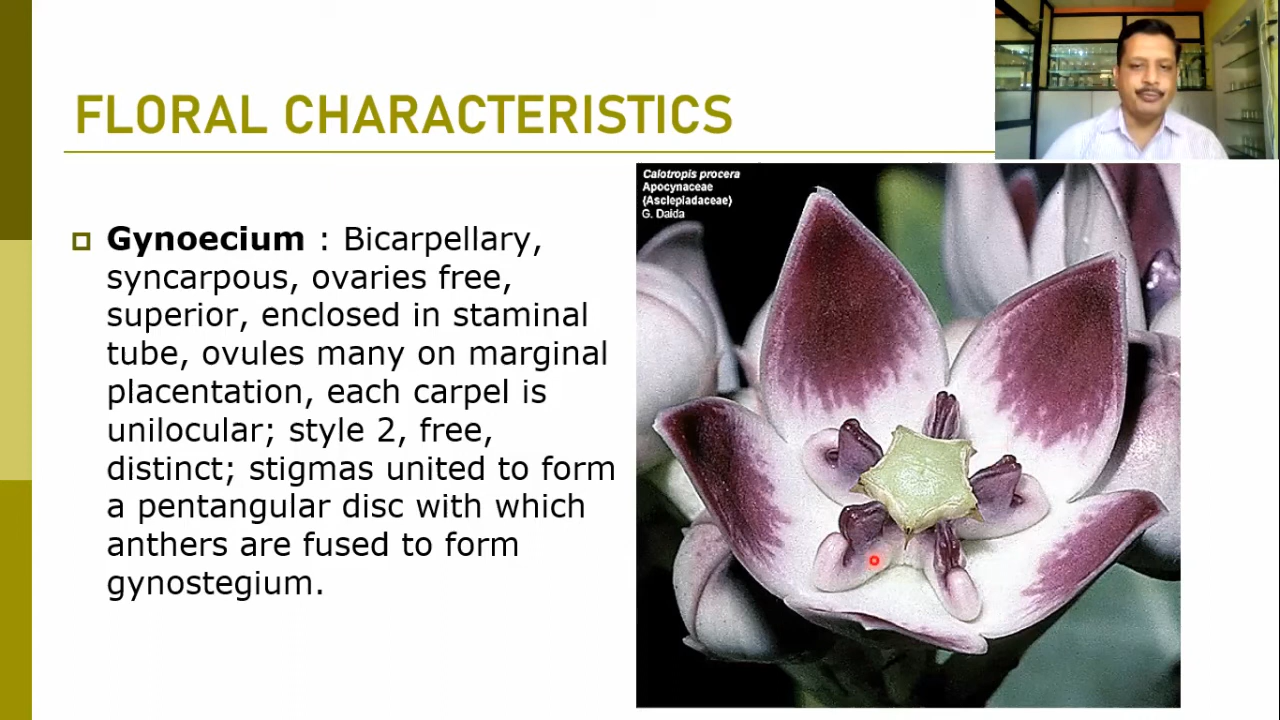 FLORAL CHARACTERISTICS
Gynoecium : Bicarpellary,
syncarpous, ovaries free,
superior, enclosed in staminal
tube, ovules many on marginal
placentation, each carpel is
unilocular; style 2, free,
distinct; stigmas united to form
a pentangular disc with which
anthers are fused to form
gynostegium.
Calotropis procera
Apocynaceae
(Asclepiadaceae)
G. Daida